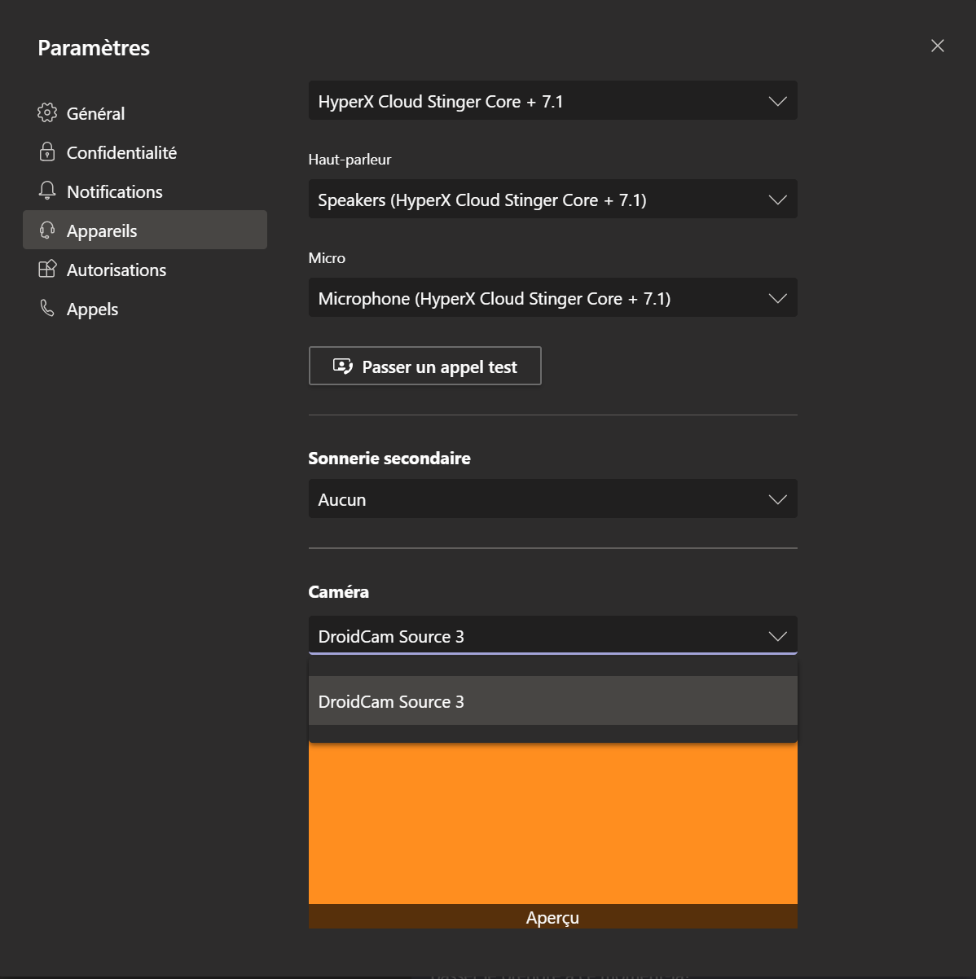 Paramètres
Général
Confidentialité
Notifications
Appareils
Autorisations
Appels
HyperX Cloud Stinger Core + 7.1
Haut-parleur
Speakers (HyperX Cloud Stinger Core + 7.1)
Micro
Microphone (HyperX Cloud Stinger Core + 7.1)
Passer un appel test
Sonnerie secondaire
Aucun
Caméra
DroidCam Source 3
DroidCam Source 3
Aperçu